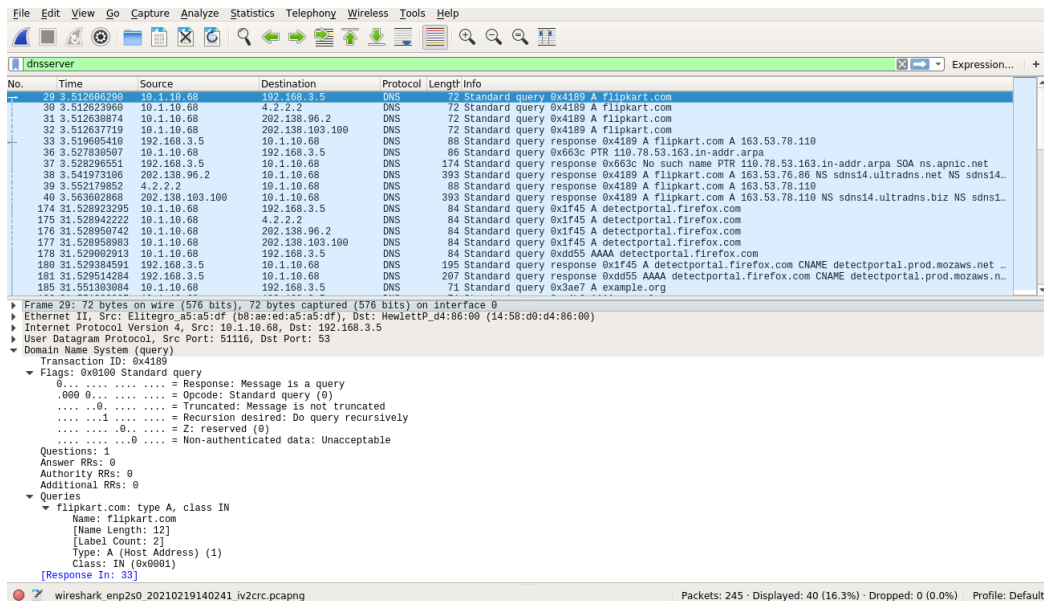 File Edit View Go Capture Analyze Statistics Telephony Wireless Tools Help
dnsserver Expression... +
No. Time Source Destination Protocol Length Info
29 3.512606290 10.1.10.68 192.168.3.5 DNS 72 Standard query 0x4189 A flipkart.com
30 3.512623960 10.1.10.68 4.2.2.2 DNS 72 Standard query 0x4189 A flipkart.com
31 3.512630874 10.1.10.68 202.138.96.2 DNS 72 Standard query 0x4189 A flipkart.com
32 3.512637719 10.1.10.68 202.138.103.100 DNS 72 Standard query 0x4189 A flipkart.com
33 3.519605410 192.168.3.5 10.1.10.68 DNS 88 Standard query response 0x4189 A flipkart.com A 163.53.78.110
36 3.527830507 10.1.10.68 192.168.3.5 DNS 86 Standard query 0x663c PTR 110.78.53.163.in-addr.arpa
37 3.528296551 192.168.3.5 10.1.10.68 DNS 174 Standard query response 0x663c No such name PTR 110.78.53.163.in-addr.arpa SOA ns.apnic.net
38 3.541973106 202.138.96.2 10.1.10.68 DNS 393 Standard query response 0x4189 A flipkart.com A 163.53.76.86 NS sdns14.ultradns.net NS sdns14…
39 3.552179852 4.2.2.2 10.1.10.68 DNS 88 Standard query response 0x4189 A flipkart.com A 163.53.78.110
40 3.563602868 202.138.103.100 10.1.10.68 DNS 393 Standard query response 0x4189 A flipkart.com A 163.53.78.110 NS sdns14.ultradns.biz NS sdns1…
174 31.528923295 10.1.10.68 192.168.3.5 DNS 84 Standard query 0x1f45 A detectportal.firefox.com
175 31.528942222 10.1.10.68 4.2.2.2 DNS 84 Standard query 0x1f45 A detectportal.firefox.com
176 31.528950742 10.1.10.68 202.138.96.2 DNS 84 Standard query 0x1f45 A detectportal.firefox.com
177 31.528958983 10.1.10.68 202.138.103.100 DNS 84 Standard query 0x1f45 A detectportal.firefox.com
178 31.529002913 10.1.10.68 192.168.3.5 DNS 84 Standard query 0xdd55 AAAA detectportal.firefox.com
180 31.529384591 192.168.3.5 10.1.10.68 DNS 195 Standard query response 0x1f45 A detectportal.firefox.com CNAME detectportal.prod.mozaws.net …
181 31.529514284 192.168.3.5 10.1.10.68 DNS 207 Standard query response 0xdd55 AAAA detectportal.firefox.com CNAME detectportal.prod.mozaws.n…
185 31.551303084 10.1.10.68 192.168.3.5 DNS 71 Standard query 0x3ae7 A example.org
Frame 29: 72 bytes on wire (576 bits), 72 bytes captured (576 bits) on interface 0
Ethernet II, Src: Elitegro_a5:a5:df (b8:ae:ed:a5:a5:df), Dst: HewlettP_d4:86:00 (14:58:d0:d4:86:00)
Internet Protocol Version 4, Src: 10.1.10.68, Dst: 192.168.3.5
User Datagram Protocol, Src Port: 51116, Dst Port: 53
Domain Name System (query)
Transaction ID: 0x4189
Flags: 0x0100 Standard query
0... .... .... .... = Response: Message is a query
.000 0... .... .... = Opcode: Standard query (0)
.... ..0. .... .... = Truncated: Message is not truncated
.... ...1 .... .... = Recursion desired: Do query recursively
.... .... .0.. .... = Z: reserved (0)
.... .... ...0 .... = Non-authenticated data: Unacceptable
Questions: 1
Answer RRs: 0
Authority RRs: 0
Additional RRs: 0
Queries
flipkart.com: type A, class IN
Name: flipkart.com
[Name Length: 12]
[Label Count: 2]
Type: A (Host Address) (1)
Class: IN (0x0001)
[Response In: 33]
wireshark_enp2s0_20210219140241_iv2crc.pcapng Packets: 245 · Displayed: 40 (16.3%) · Dropped: 0 (0.0%) Profile: Default